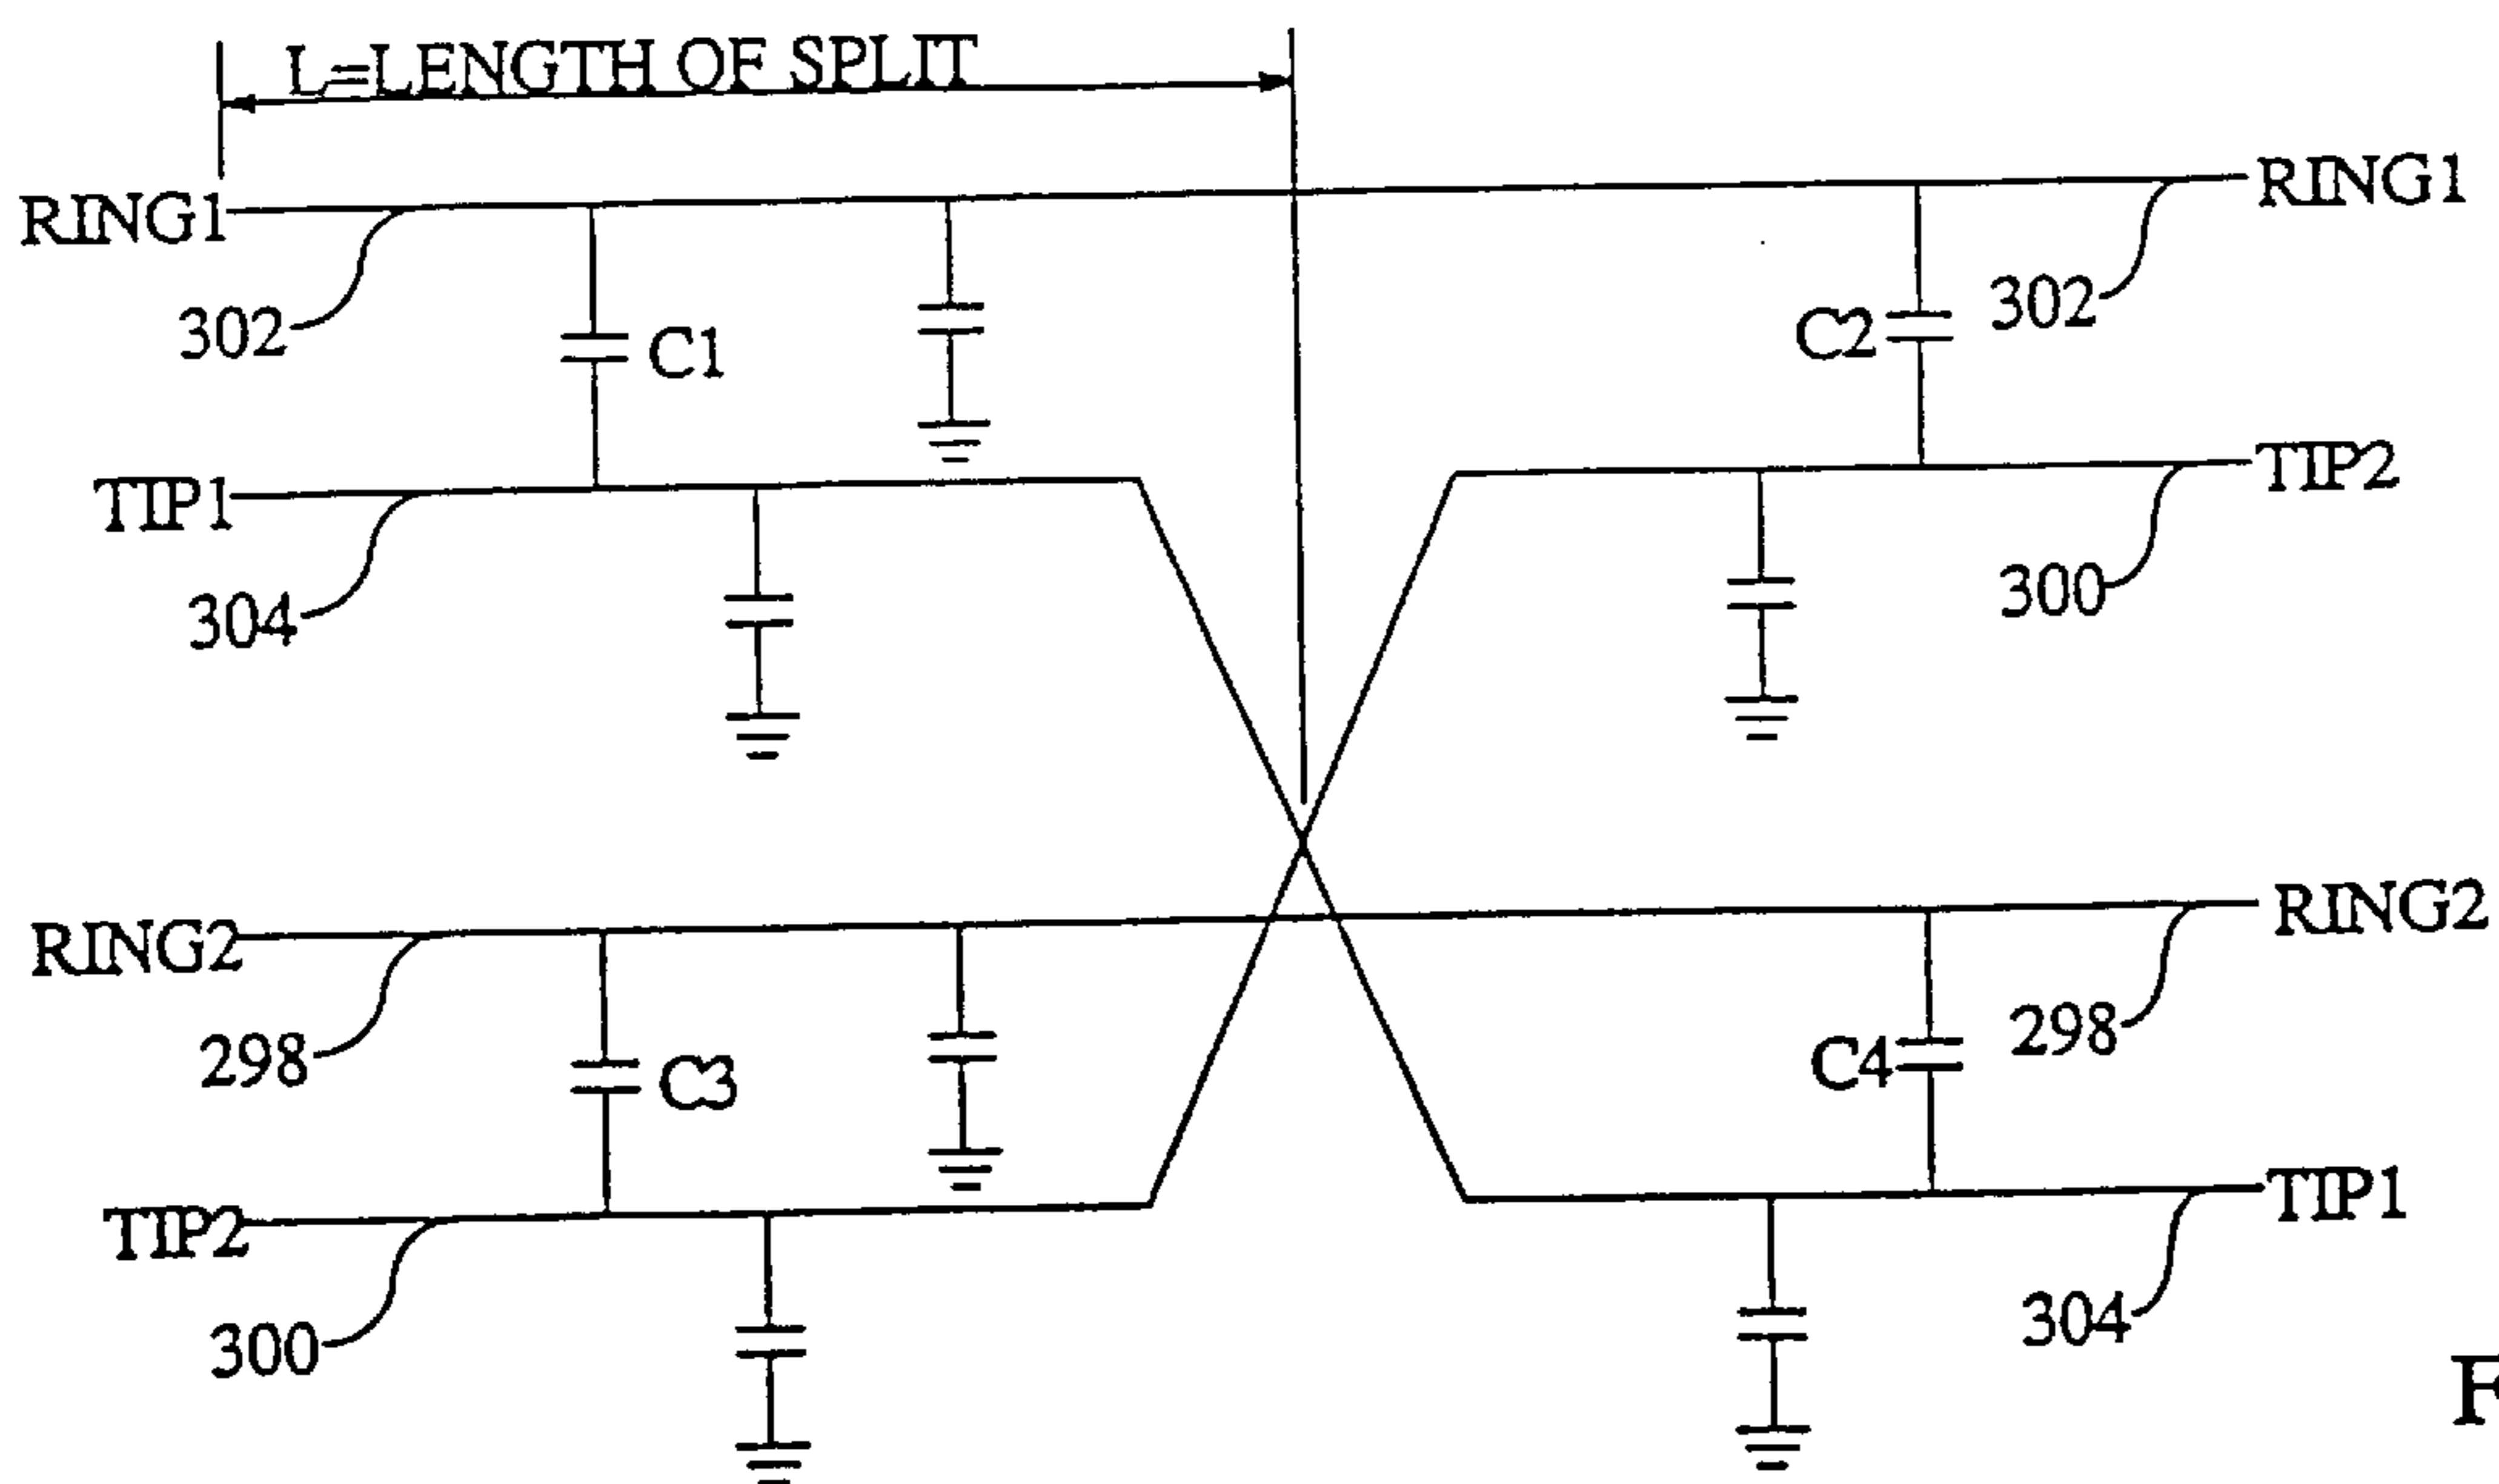 L=LENGTH OF SPLIT
RING1
RING1
302
C1
C2
302
TIP1
TIP2
304
300
RING2
RING2
298
C3
C4
298
TIP2
TIP1
300
304
F